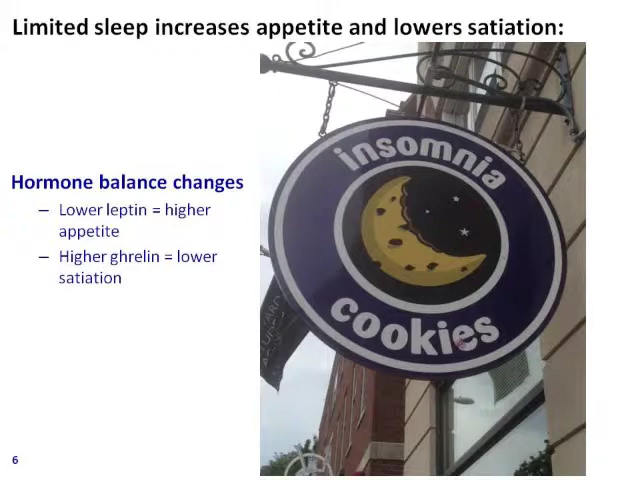 Limited sleep increases appetite and lowers satiation:
Hormone balance changes
– Lower leptin = higher
appetite
– Higher ghrelin = lower
satiation
insomnia
cookies
6